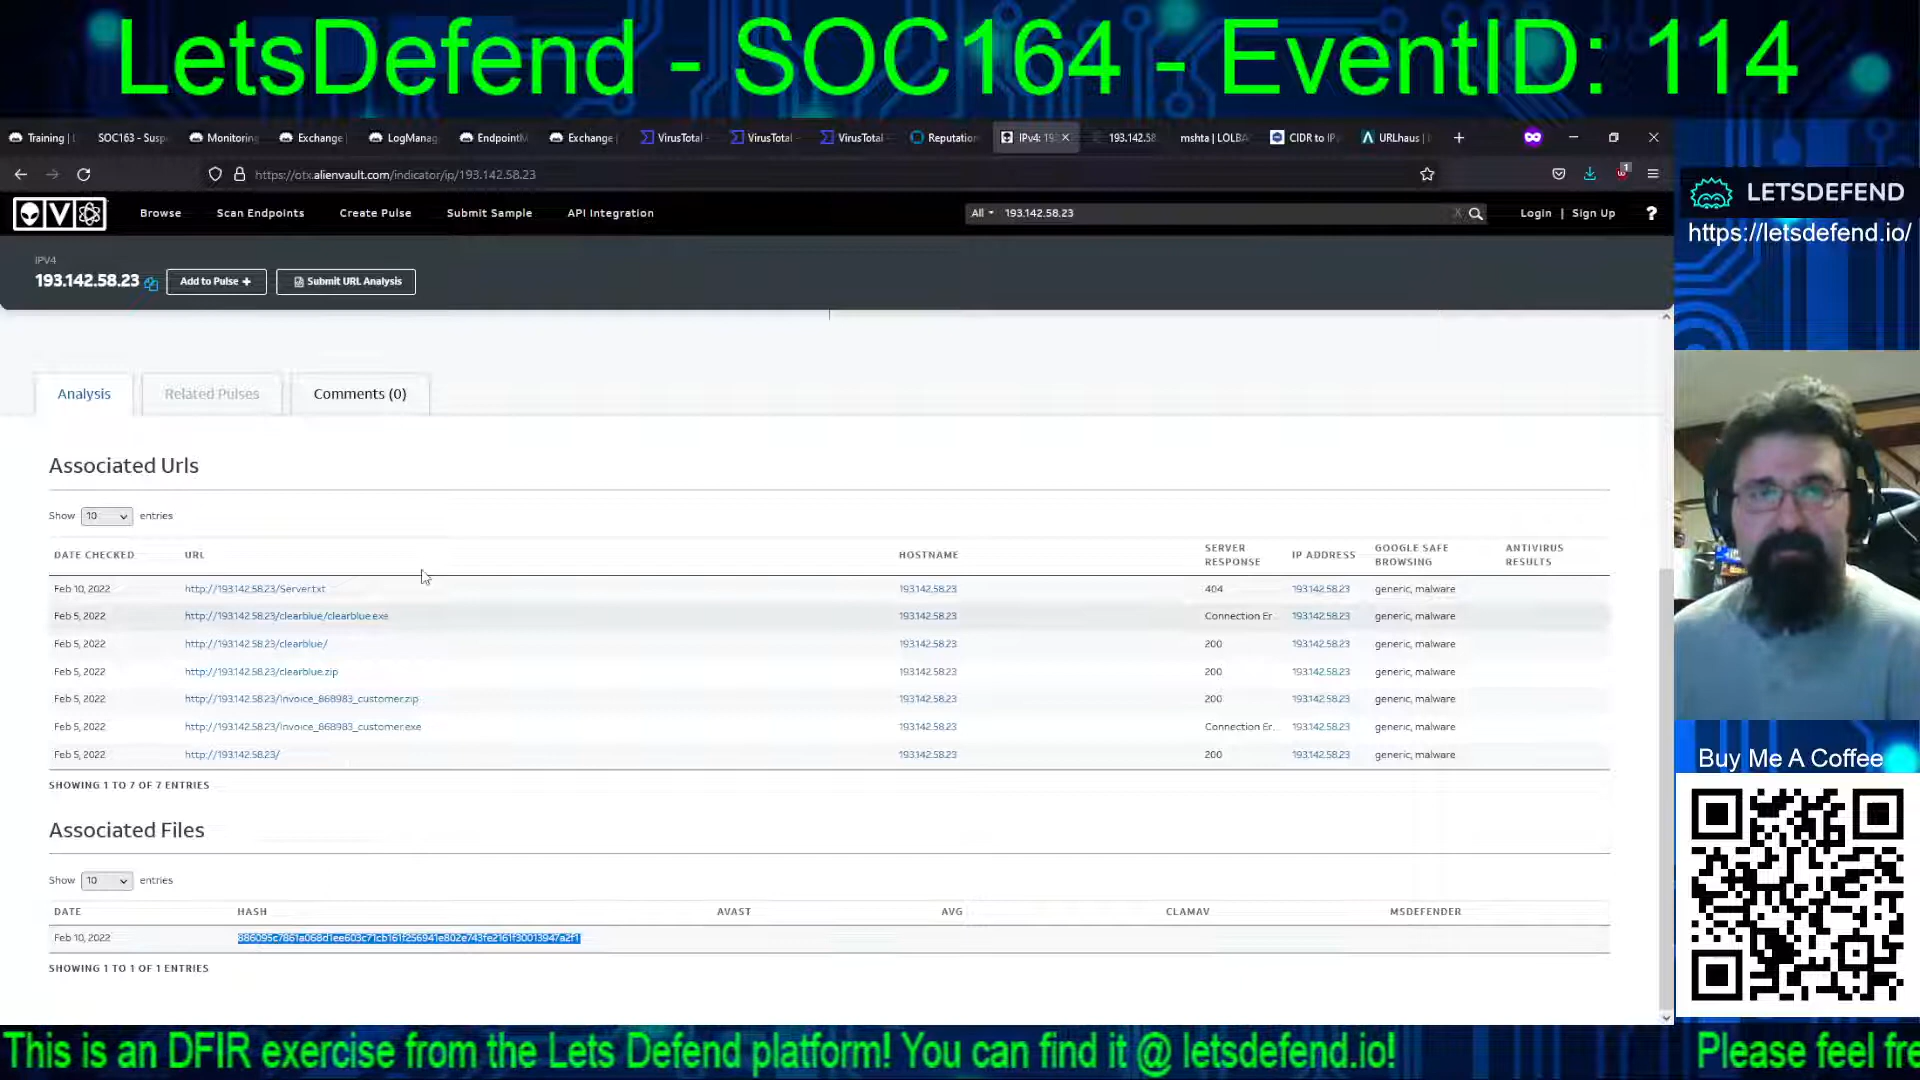 LetsDefend - SOC164 - EventID: 114
Training | L
SOC163 - Susp
Monitoring
Exchange |
LogManag
EndpointM
Exchange |
VirusTotal -
VirusTotal -
VirusTotal -
Reputation
IPv4: 19
193.142.58.
mshta | LOLBA
CIDR to IP
URLhaus |
https://otx.alienvault.com/indicator/ip/193.142.58.23
1
Browse
Scan Endpoints
Create Pulse
Submit Sample
API Integration
All
193.142.58.23
X
Login | Sign Up
?
LETSDEFEND
https://letsdefend.io/
IPV4
193.142.58.23
Add to Pulse +
Submit URL Analysis
Analysis
Related Pulses
Comments (0)
Associated Urls
Show 10 entries
DATE CHECKED URL HOSTNAME SERVER RESPONSE IP ADDRESS GOOGLE SAFE BROWSING ANTIVIRUS RESULTS
Feb 10, 2022 http://193.142.58.23/Server.txt 193.142.58.23 404 193.142.58.23 generic, malware
Feb 5, 2022 http://193.142.58.23/clearblue/clearblue.exe 193.142.58.23 Connection Er... 193.142.58.23 generic, malware
Feb 5, 2022 http://193.142.58.23/clearblue/ 193.142.58.23 200 193.142.58.23 generic, malware
Feb 5, 2022 http://193.142.58.23/clearblue.zip 193.142.58.23 200 193.142.58.23 generic, malware
Feb 5, 2022 http://193.142.58.23/Invoice_868983_customer.zip 193.142.58.23 200 193.142.58.23 generic, malware
Feb 5, 2022 http://193.142.58.23/Invoice_868983_customer.exe 193.142.58.23 Connection Er... 193.142.58.23 generic, malware
Feb 5, 2022 http://193.142.58.23/ 193.142.58.23 200 193.142.58.23 generic, malware
SHOWING 1 TO 7 OF 7 ENTRIES
Associated Files
Show 10 entries
DATE HASH AVAST AVG CLAMAV MSDEFENDER
Feb 10, 2022
SHOWING 1 TO 1 OF 1 ENTRIES
Buy Me A Coffee
This is an DFIR exercise from the Lets Defend platform! You can find it @ letsdefend.io!
Please feel fre